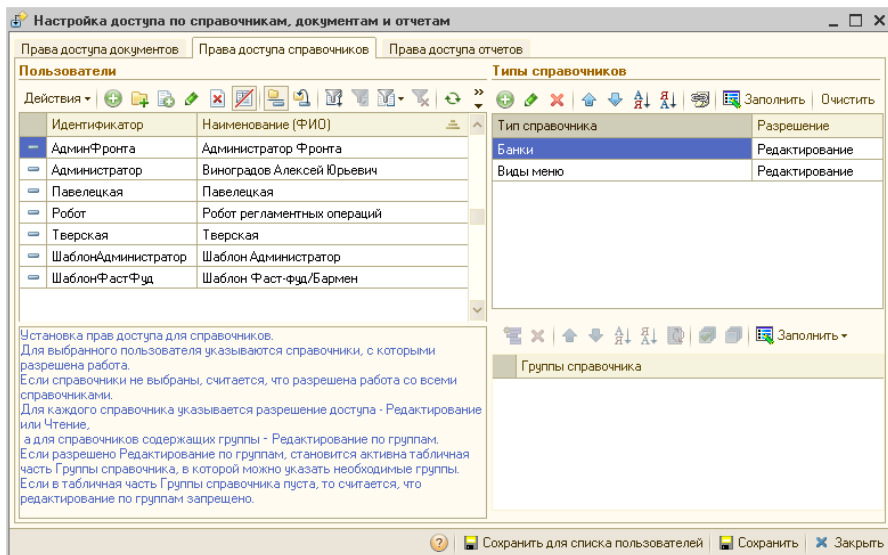 Настройка доступа по справочникам, документам и отчетам
Права доступа документов Права доступа справочников Права доступа отчетов
Пользователи
Действия
Идентификатор Наименование (ФИО)
АдминФронта Администратор Фронта
Администратор Виноградов Алексей Юрьевич
Павелецкая Павелецкая
Робот Робот регламентных операций
Тверская Тверская
ШаблонАдминистратор Шаблон Администратор
ШаблонФастФуд Шаблон Фаст-фуд/Бармен
Установка прав доступа для справочников.
Для выбранного пользователя указываются справочники, с которыми
разрешена работа.
Если справочники не выбраны, считается, что разрешена работа со всеми
справочниками.
Для каждого справочника указывается разрешение доступа - Редактирование
или Чтение,
а для справочников содержащих группы - Редактирование по группам.
Если разрешено Редактирование по группам, становится активна табличная
часть Группы справочника, в которой можно указать необходимые группы.
Если в табличная часть Группы справочника пуста, то считается, что
редактирование по группам запрещено.
Типы справочников
Заполнить Очистить
Тип справочника Разрешение
Банки Редактирование
Виды меню Редактирование
Заполнить
Группы справочника
Сохранить для списка пользователей Сохранить Закрыть